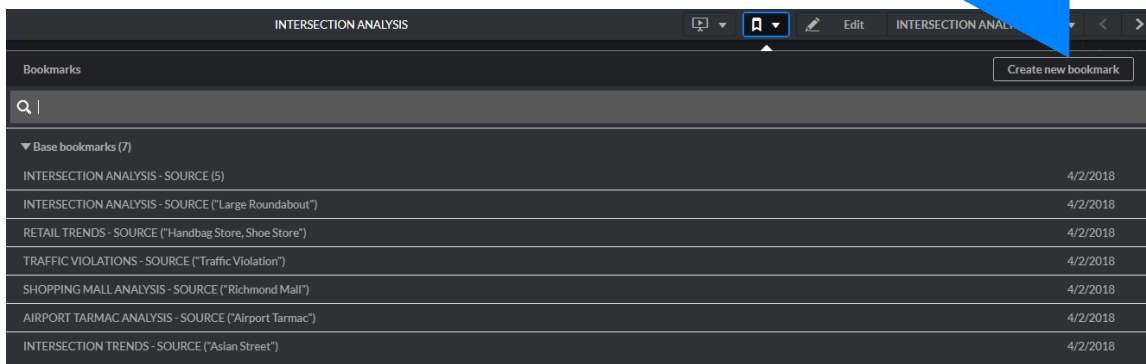 INTERSECTION ANALYSIS Edit INTERSECTION ANAL
Bookmarks Create new bookmark
▼ Base bookmarks (7)
INTERSECTION ANALYSIS - SOURCE (5) 4/2/2018
INTERSECTION ANALYSIS - SOURCE ("Large Roundabout") 4/2/2018
RETAIL TRENDS - SOURCE ("Handbag Store, Shoe Store") 4/2/2018
TRAFFIC VIOLATIONS - SOURCE ("Traffic Violation") 4/2/2018
SHOPPING MALL ANALYSIS - SOURCE ("Richmond Mall") 4/2/2018
AIRPORT TARMAC ANALYSIS - SOURCE ("Airport Tarmac") 4/2/2018
INTERSECTION TRENDS - SOURCE ("Asian Street") 4/2/2018